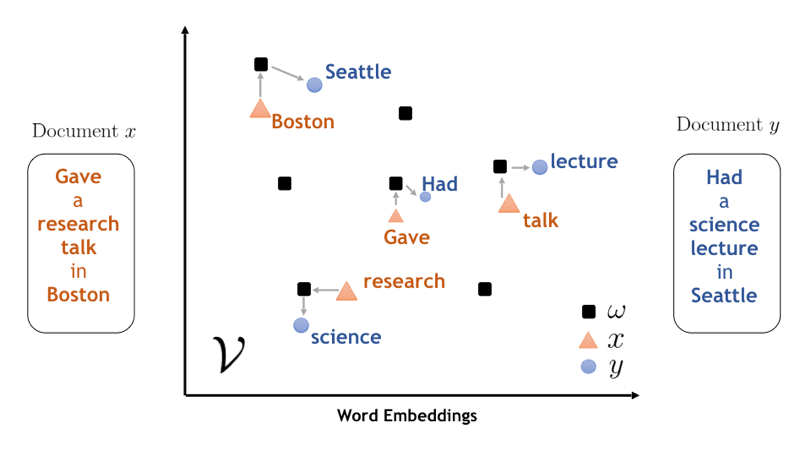 Document x
Gave
a
research
talk
in
Boston
Seattle
Boston
Had
Gave
lecture
talk
research
science
𝒱
ω
x
y
Word Embeddings
Document y
Had
a
science
lecture
in
Seattle